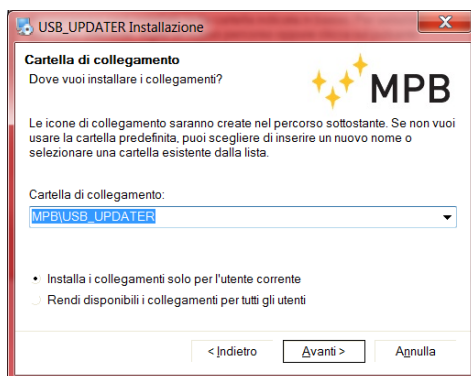 USB_UPDATER Installazione
Cartella di collegamento
Dove vuoi installare i collegamenti?
MPB
Le icone di collegamento saranno create nel percorso sottostante. Se non vuoi
usare la cartella predefinita, puoi scegliere di inserire un nuovo nome o
selezionare una cartella esistente dalla lista.
Cartella di collegamento:
MPB\USB_UPDATER
Installa i collegamenti solo per l'utente corrente
Rendi disponibili i collegamenti per tutti gli utenti
< Indietro
Avanti >
Annulla